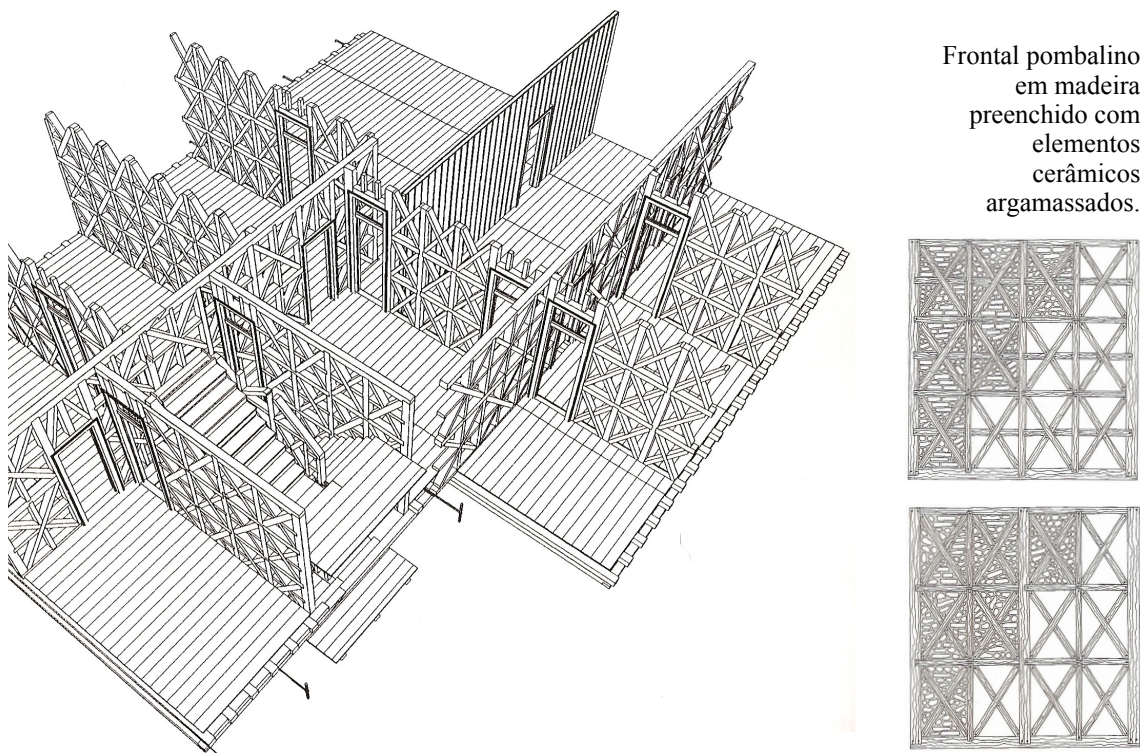 Frontal pombalino
em madeira
preenchido com
elementos
cerâmicos
argamassados.